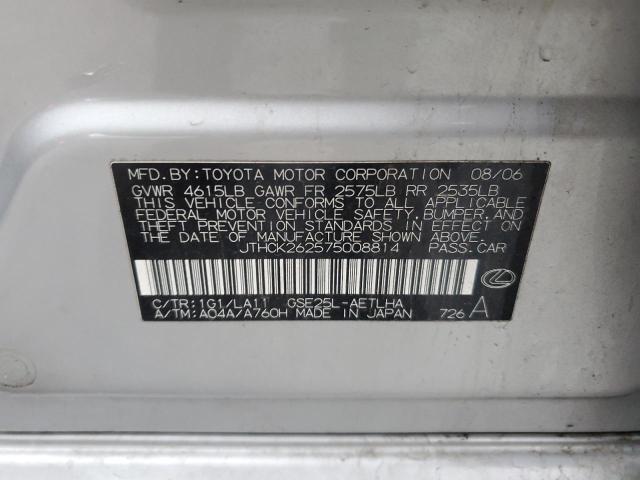 MFD.BY:TOYOTA MOTOR CORPORATION 08/06
GVWR 4615LB GAWR FR 2575LB RR 2535LB
THIS VEHICLE CONFORMS TO ALL APPLICABLE
FEDERAL MOTOR VEHICLE SAFETY,BUMPER,AND
THEFT PREVENTION STANDARDS IN EFFECT ON
THE DATE OF MANUFACTURE SHOWN ABOVE.
JTHCK262575008814 PASS.CAR
C/TR:1G1/LA11 GSE25L-AETLHA
A/TM:A04A/A760H MADE IN JAPAN 726 A